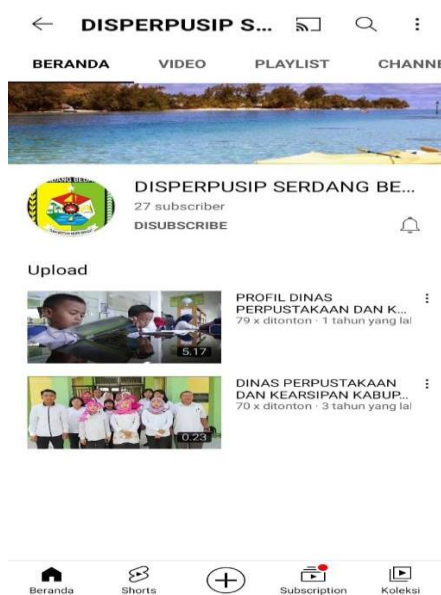 DISPERPUSIP S...
BERANDA VIDEO PLAYLIST CHANNE
DISPERPUSIP SERDANG BE...
27 subscriber
DISUBSCRIBE
Upload
PROFIL DINAS
PERPUSTAKAAN DAN K...
79 x ditonton · 1 tahun yang lal
5.17
DINAS PERPUSTAKAAN
DAN KEARSIPAN KABUP...
70 x ditonton · 3 tahun yang lal
0.23
Beranda Shorts Subscription Koleksi